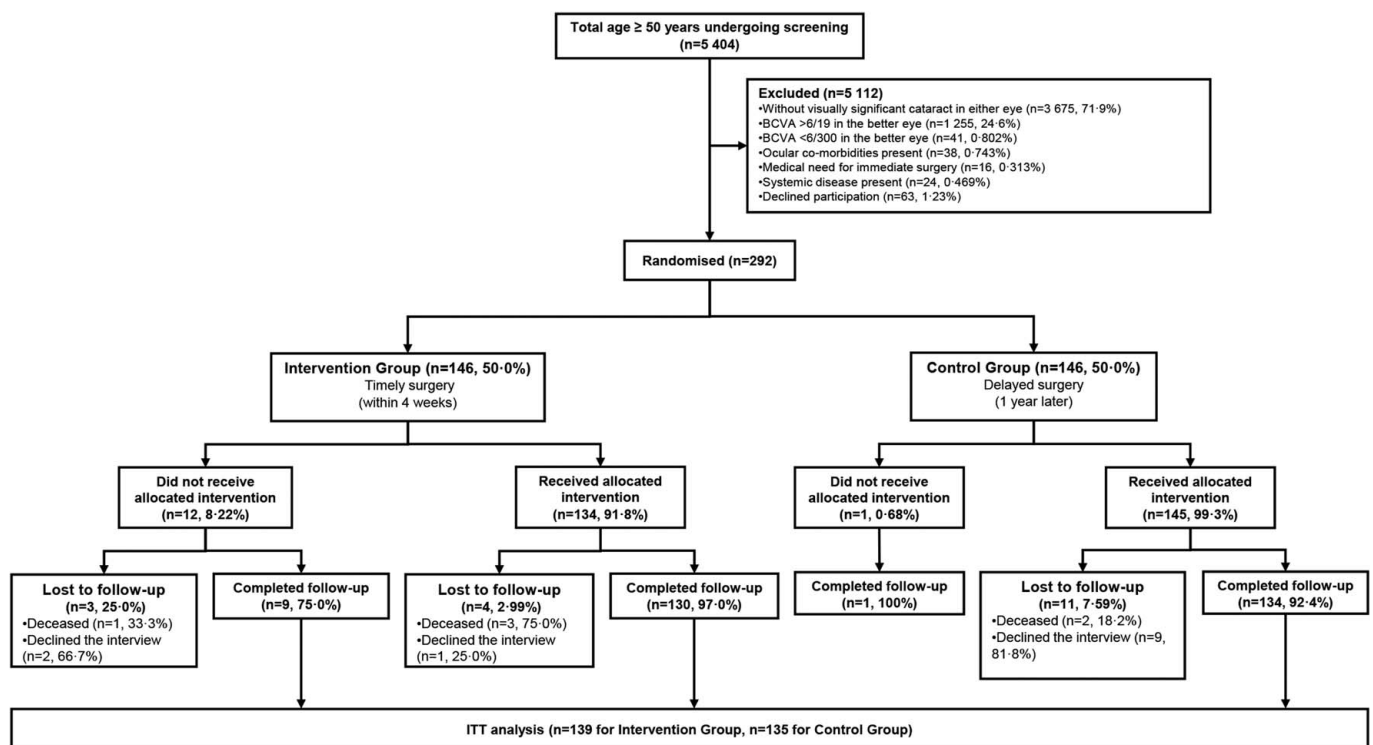 Total age ≥ 50 years undergoing screening
(n=5 404)
Excluded (n=5 112)
•Without visually significant cataract in either eye (n=3 675, 71·9%)
•BCVA >6/19 in the better eye (n=1 255, 24·6%)
•BCVA <6/300 in the better eye (n=41, 0·802%)
•Ocular co-morbidities present (n=38, 0·743%)
•Medical need for immediate surgery (n=16, 0·313%)
•Systemic disease present (n=24, 0·469%)
•Declined participation (n=63, 1·23%)
Randomised (n=292)
Intervention Group (n=146, 50·0%)
Timely surgery
(within 4 weeks)
Control Group (n=146, 50·0%)
Delayed surgery
(1 year later)
Did not receive
allocated intervention
(n=12, 8·22%)
Received allocated
intervention
(n=134, 91·8%)
Did not receive
allocated intervention
(n=1, 0·68%)
Received allocated
intervention
(n=145, 99·3%)
Lost to follow-up
(n=3, 25·0%)
•Deceased (n=1, 33·3%)
•Declined the interview
(n=2, 66·7%)
Completed follow-up
(n=9, 75·0%)
Lost to follow-up
(n=4, 2·99%)
•Deceased (n=3, 75·0%)
•Declined the interview
(n=1, 25·0%)
Completed follow-up
(n=130, 97·0%)
Completed follow-up
(n=1, 100%)
Lost to follow-up
(n=11, 7·59%)
•Deceased (n=2, 18·2%)
•Declined the interview (n=9,
81·8%)
Completed follow-up
(n=134, 92·4%)
ITT analysis (n=139 for Intervention Group, n=135 for Control Group)